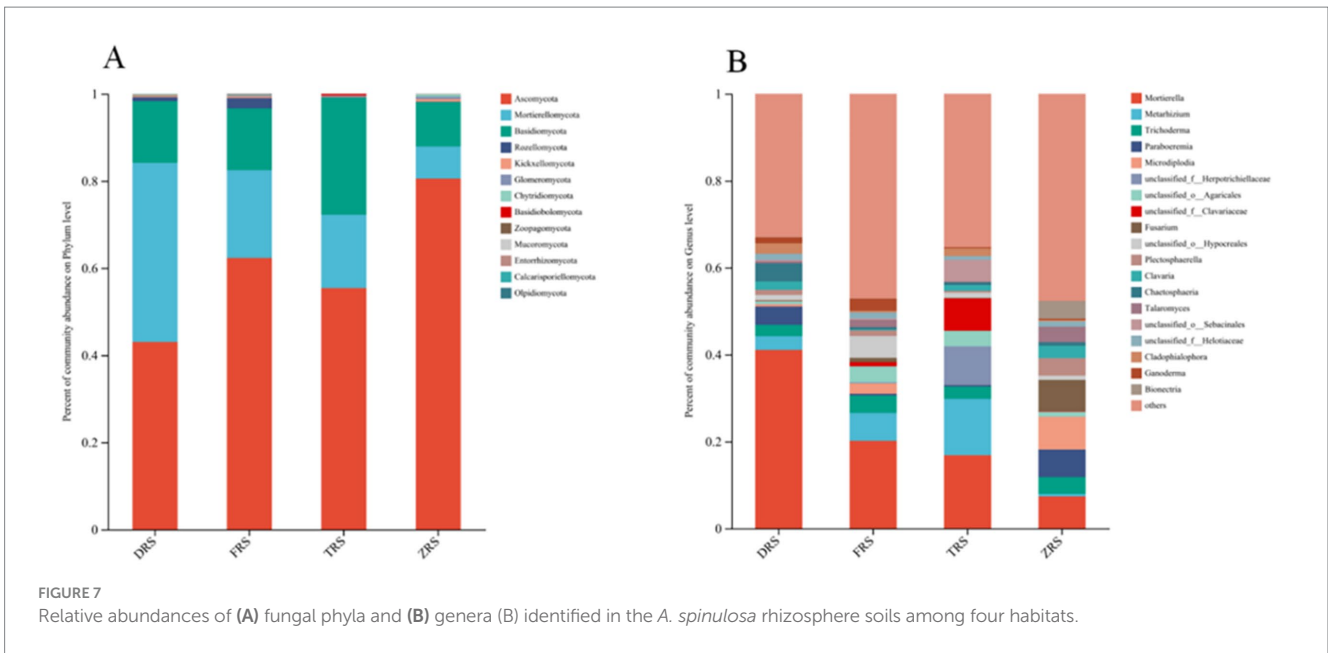 A
Percent of community abundance on Phylum level
1
0.8
0.6
0.4
0.2
0
DRS
FRS
TRS
ZRS
Ascomycota
Mortierellomycota
Basidiomycota
Rozellomycota
Kickxellomycota
Glomeromycota
Chytridiomycota
Basidiobolomycota
Zoopagomycota
Mucoromycota
Entorrhizomycota
Calcarisporiellomycota
Olpidiomycota
B
Percent of community abundance on Genus level
1
0.8
0.6
0.4
0.2
0
DRS
FRS
TRS
ZRS
Mortierella
Metarhizium
Trichoderma
Paraboeremia
Microdiplodia
unclassified_f__Herpotrichiellaceae
unclassified_o__Agaricales
unclassified_f__Clavariaceae
Fusarium
unclassified_o__Hypocreales
Plectosphaerella
Clavaria
Chaetosphaeria
Talaromyces
unclassified_o__Sebacinales
unclassified_f__Helotiaceae
Cladophialophora
Ganoderma
Bionectria
others
FIGURE 7
Relative abundances of (A) fungal phyla and (B) genera (B) identified in the A. spinulosa rhizosphere soils among four habitats.